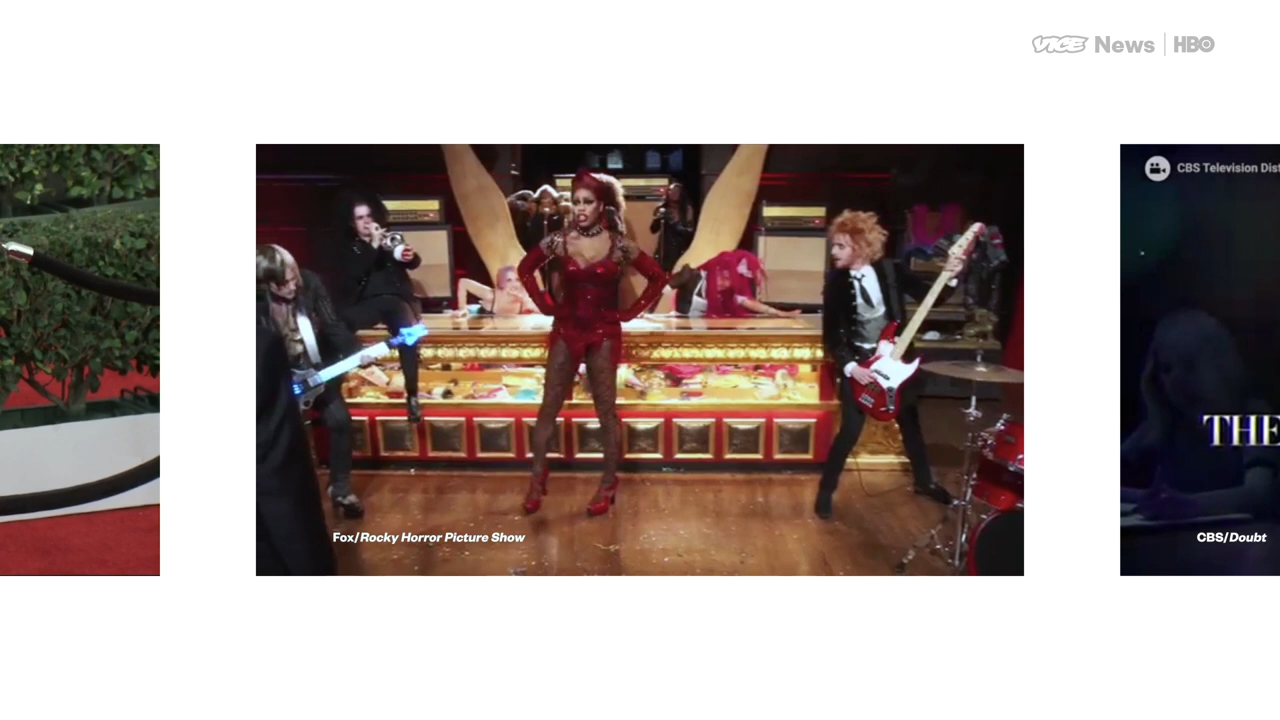 VICE News | HBO
CBS Television Dist
THE
Fox/Rocky Horror Picture Show
CBS/Doubt